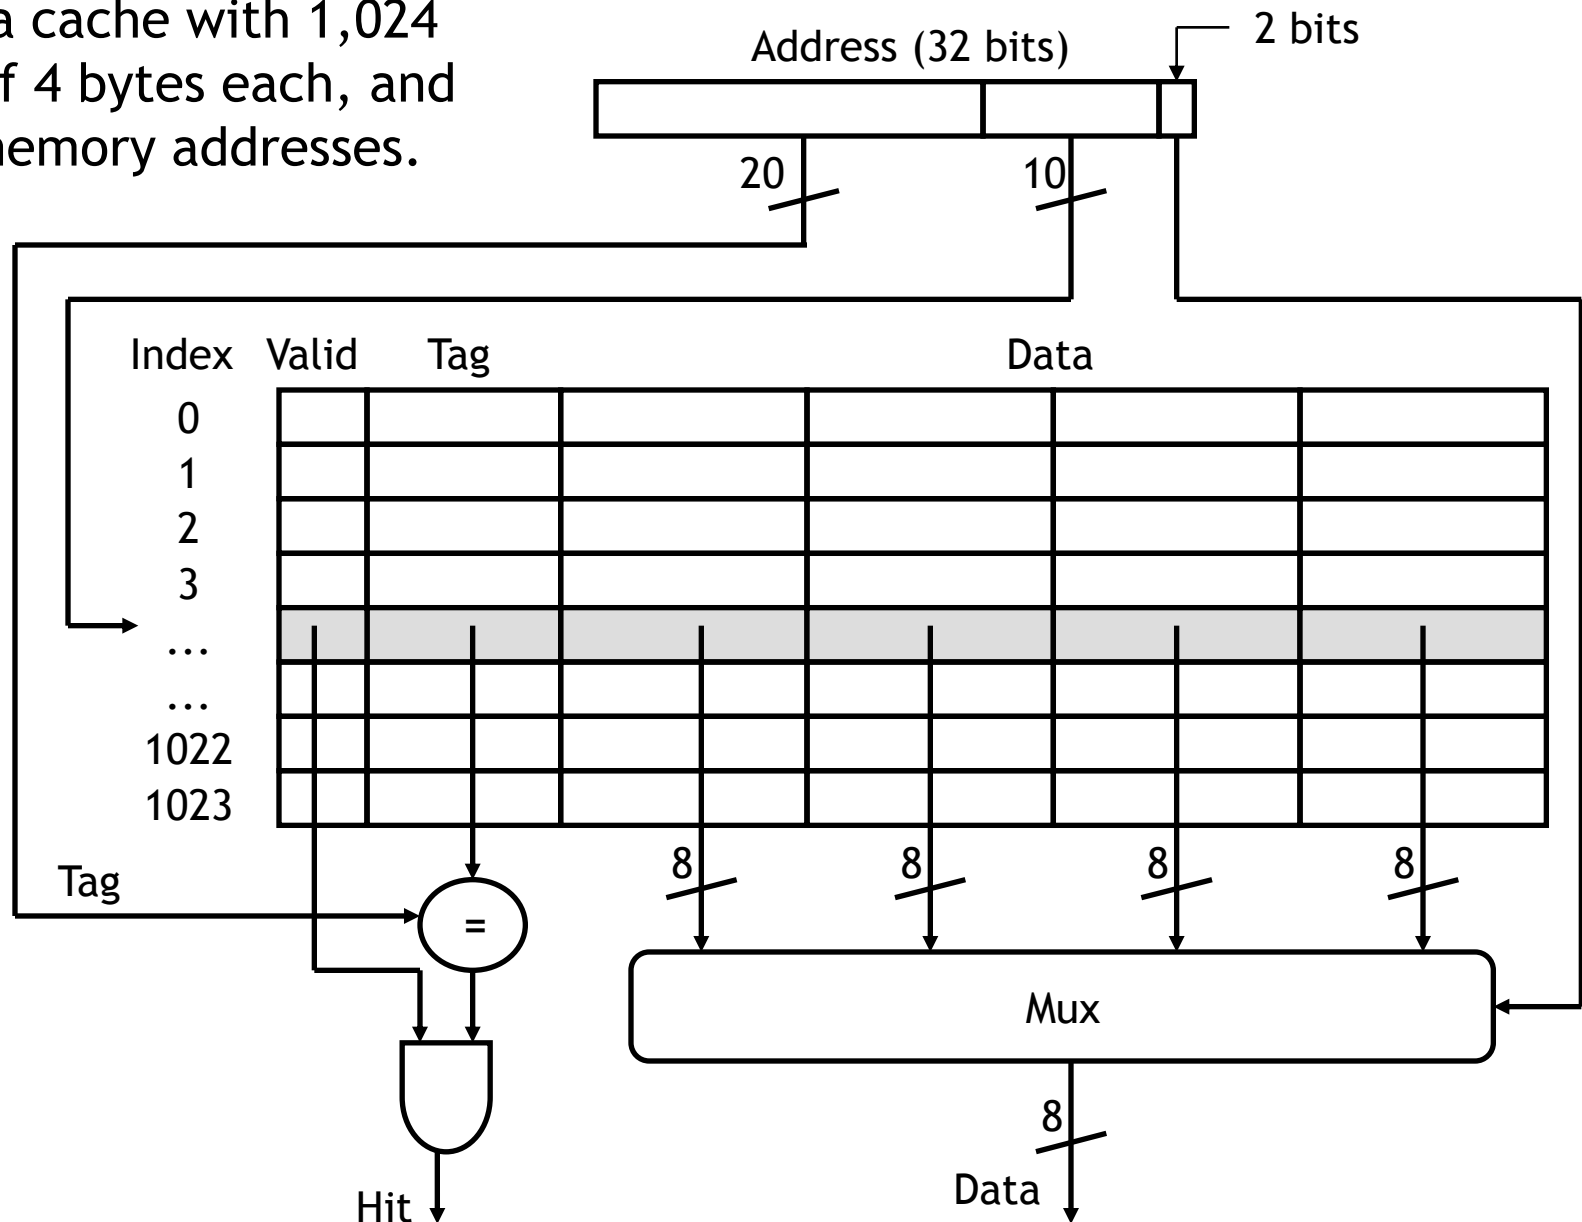 a cache with 1,024
f 4 bytes each, and
memory addresses.
Address (32 bits)
2 bits
20
10
Index Valid Tag Data
0
1
2
3
...
...
1022
1023
Tag
=
8 8 8 8
Mux
8
Hit
Data